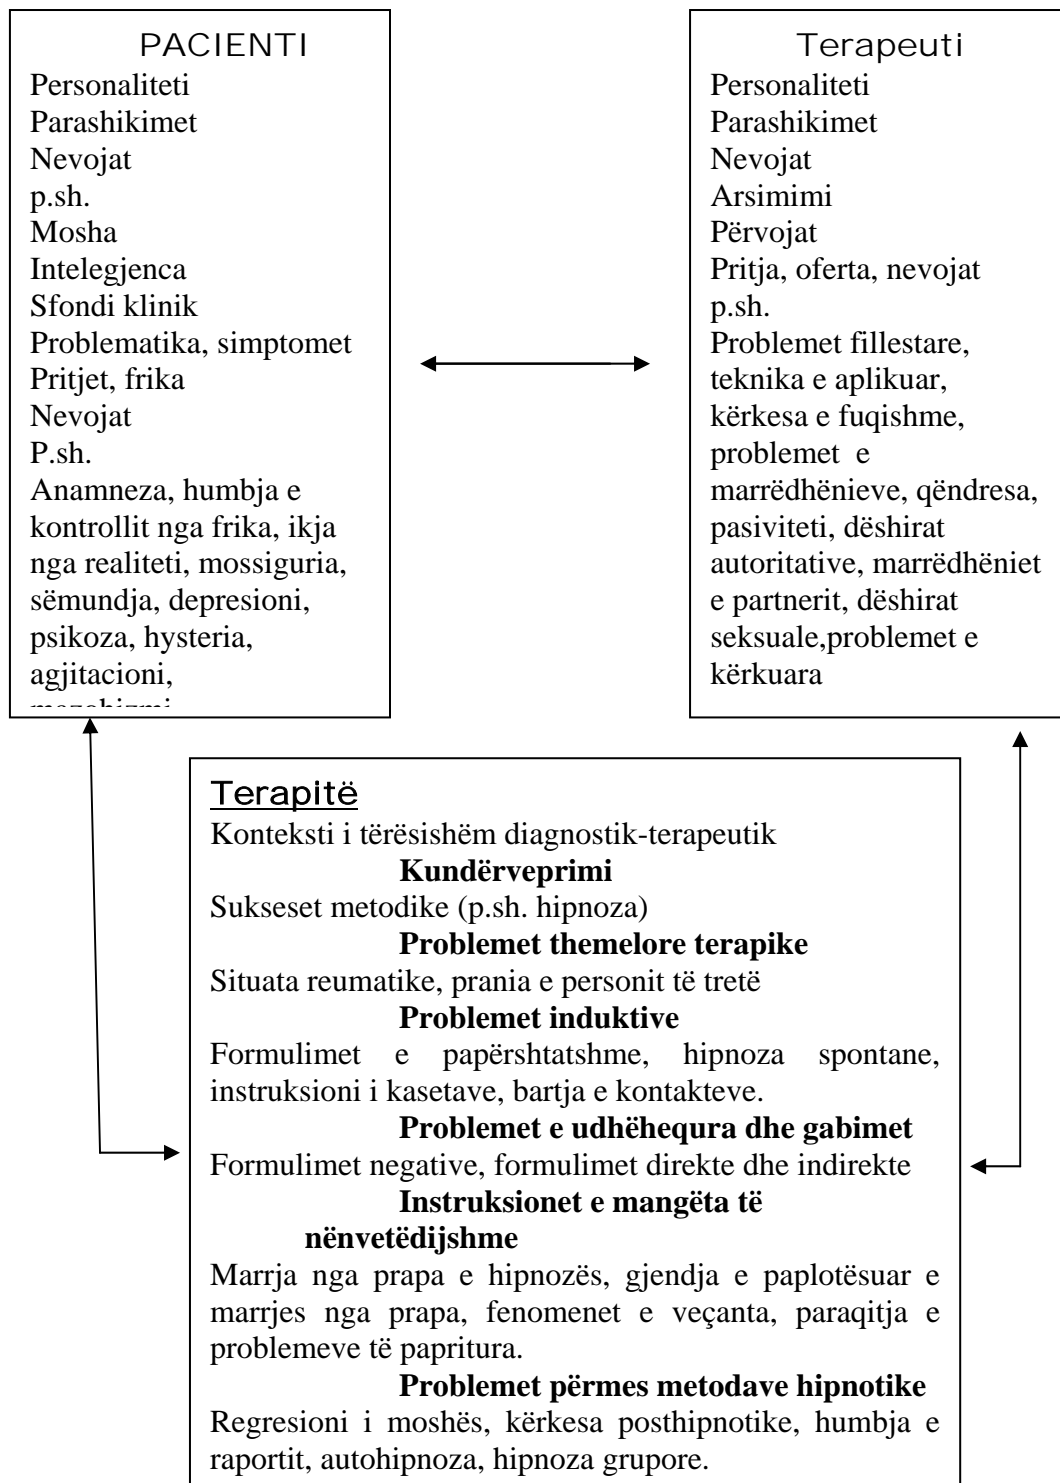 PACIENTI
Personaliteti
Parashikimet
Nevojat
p.sh.
Mosha
Intelegjenca
Sfondi klinik
Problematika, simptomet
Pritjet, frika
Nevojat
P.sh.
Anamneza, humbja e
kontrollit nga frika, ikja
nga realiteti, mossiguria,
sëmundja, depresioni,
psikoza, hysteria,
agjitacioni,
Terapeuti
Personaliteti
Parashikimet
Nevojat
Arsimimi
Përvojat
Pritja, oferta, nevojat
p.sh.
Problemet fillestare,
teknika e aplikuar,
kërkesa e fuqishme,
problemet e
marrëdhënieve, qëndresa,
pasiviteti, dëshirat
autoritative, marrëdhëniet
e partnerit, dëshirat
seksuale,problemet e
kërkuara
Terapitë
Konteksti i tërësishëm diagnostik-terapeutik
Kundërveprimi
Sukseset metodike (p.sh. hipnoza)
Problemet themelore terapike
Situata reumatike, prania e personit të tretë
Problemet induktive
Formulimet e papërshtatshme, hipnoza spontane,
instruksioni i kasetave, bartja e kontakteve.
Problemet e udhëhequra dhe gabimet
Formulimet negative, formulimet direkte dhe indirekte
Instruksionet e mangëta të
nënvetëdijshme
Marrja nga prapa e hipnozës, gjendja e paplotësuar e
marrjes nga prapa, fenomenet e veçanta, paraqitja e
problemeve të papritura.
Problemet përmes metodave hipnotike
Regresioni i moshës, kërkesa posthipnotike, humbja e
raportit, autohipnoza, hipnoza grupore.